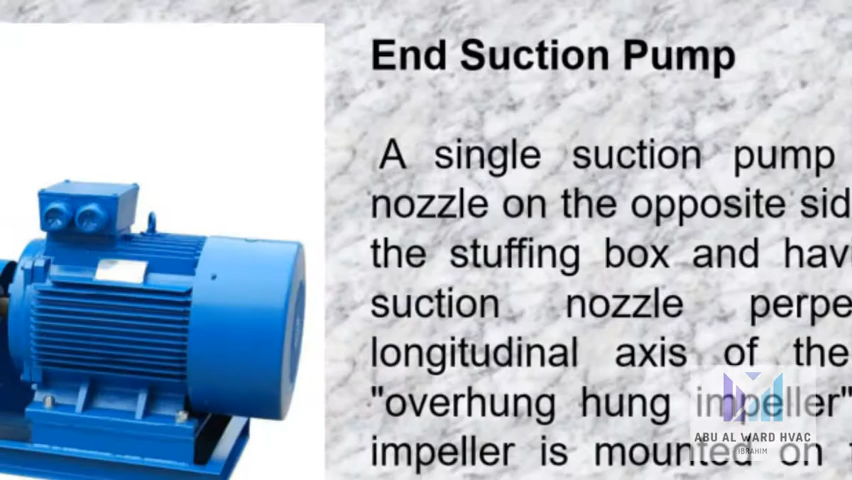 End Suction Pump
A single suction pump
nozzle on the opposite sid
the stuffing box and havi
suction nozzle perpe
longitudinal axis of the
"overhung hung impeller"
impeller is mounted on
ABU AL WARD HVAC
IBRAHIM